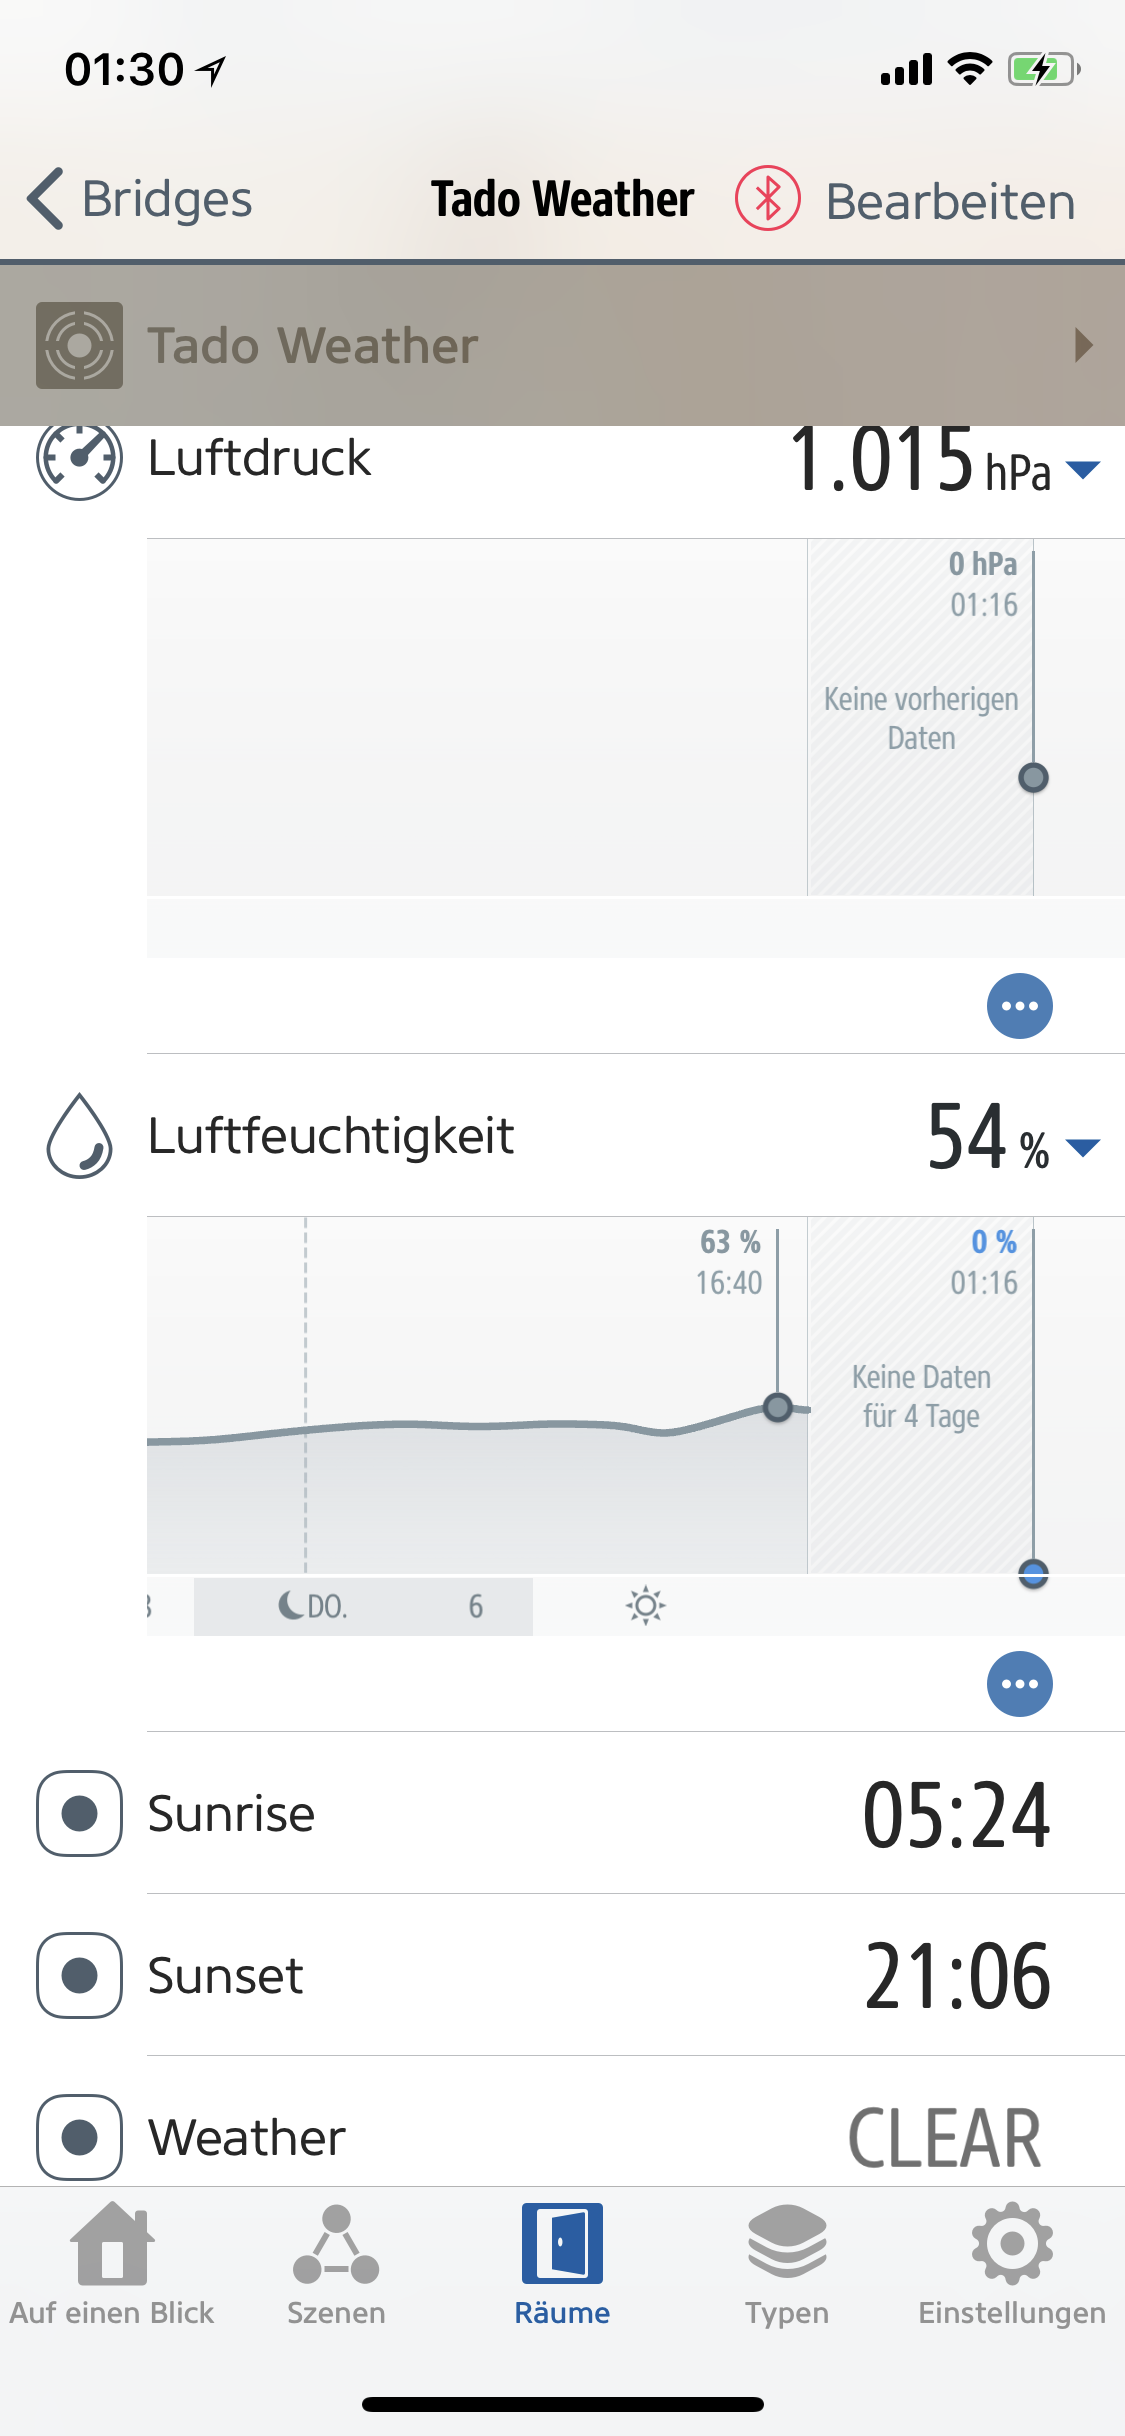 01:30
Bridges Tado Weather Bearbeiten
Tado Weather
Luftdruck 1.015 hPa
0 hPa
01:16
Keine vorherigen
Daten
Luftfeuchtigkeit 54 %
63 % 0 %
16:40 01:16
Keine Daten
für 4 Tage
DO. 6
Sunrise 05:24
Sunset 21:06
Weather CLEAR
Auf einen Blick Szenen Räume Typen Einstellungen